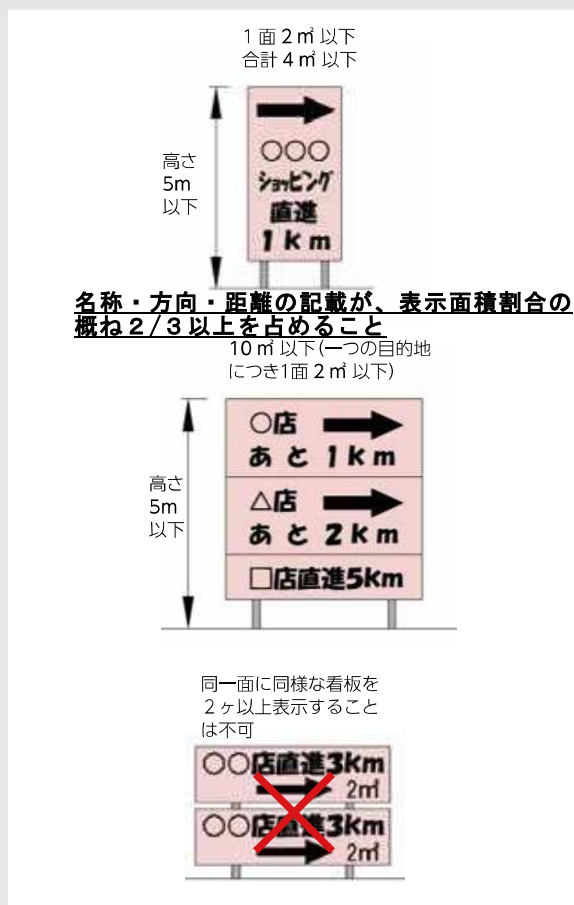 1面2㎡以下
合計4㎡以下
高さ
5m
以下
○○○
ショッピング
直進
1km
名称・方向・距離の記載が、表示面積割合の
概ね2/3以上を占めること
10㎡以下(一つの目的地
につき1面2㎡以下)
高さ
5m
以下
○店
あと1km
△店
あと2km
□店直進5Km
同一面に同様な看板を
2ヶ以上表示すること
は不可
○○店直進3Km
2㎡
○○店直進3Km
2㎡